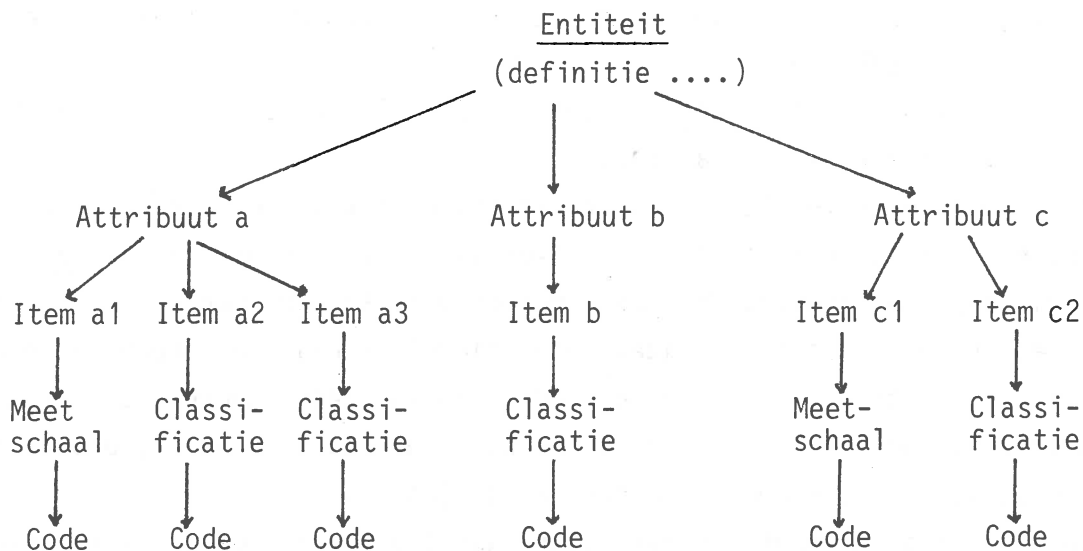 Entiteit
(definitie ....)
Attribuut a Attribuut b Attribuut c
Item a1 Item a2 Item a3 Item b Item c1 Item c2
Meet Classi- Classi- Classi- Meet- Classi-
schaal ficatie ficatie ficatie schaal ficatie
Code Code Code Code Code Code